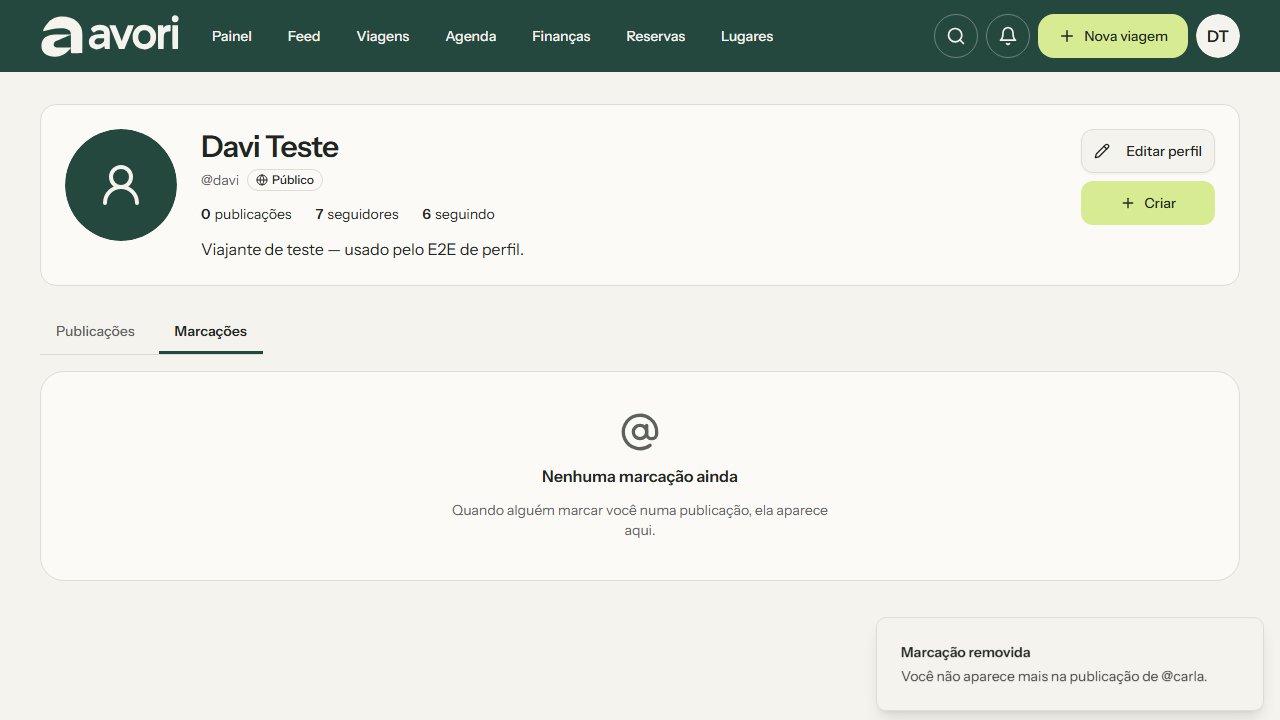 avori
Painel
Feed
Viagens
Agenda
Finanças
Reservas
Lugares
Nova viagem
DT
Davi Teste
@davi
Público
0 publicações
7 seguidores
6 seguindo
Viajante de teste — usado pelo E2E de perfil.
Editar perfil
Criar
Publicações
Marcações
Nenhuma marcação ainda
Quando alguém marcar você numa publicação, ela aparece
aqui.
Marcação removida
Você não aparece mais na publicação de @carla.